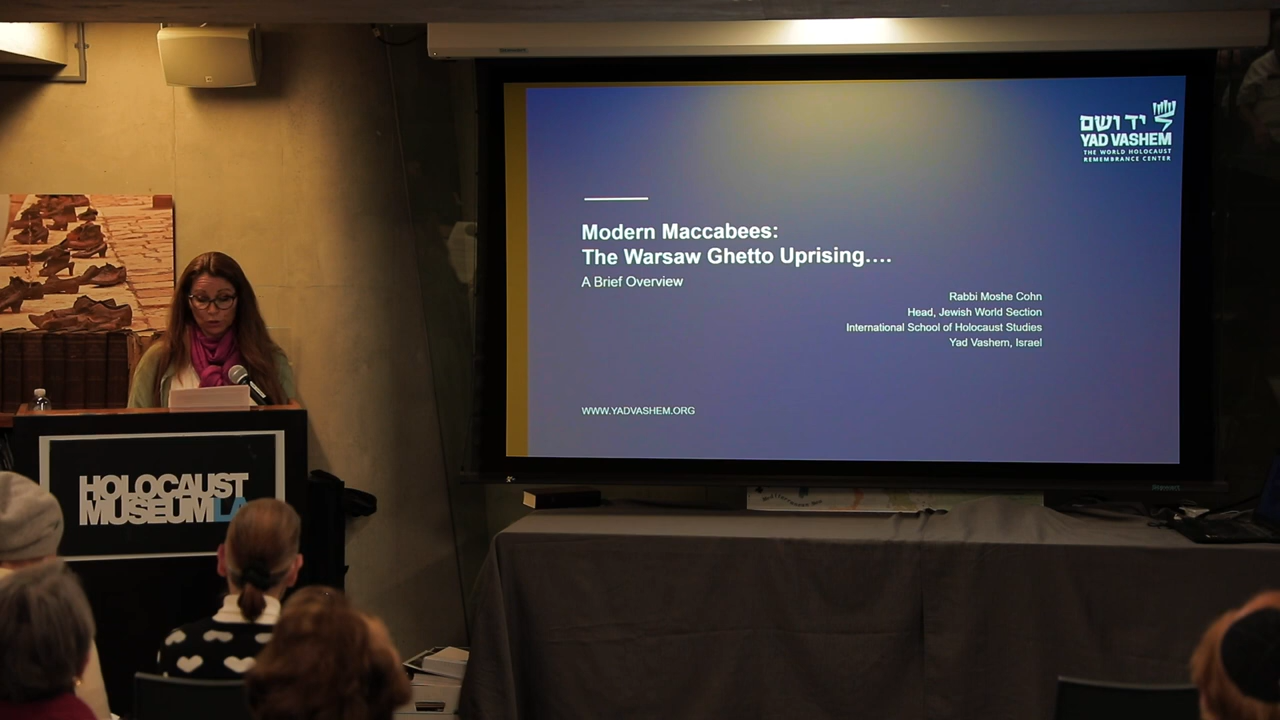 יד ושם
YAD VASHEM
THE WORLD HOLOCAUST
REMEMBRANCE CENTER
Modern Maccabees:
The Warsaw Ghetto Uprising....
A Brief Overview
Rabbi Moshe Cohn
Head, Jewish World Section
International School of Holocaust Studies
Yad Vashem, Israel
WWW.YADVASHEM.ORG
HOLOCAUST
MUSEUMLA